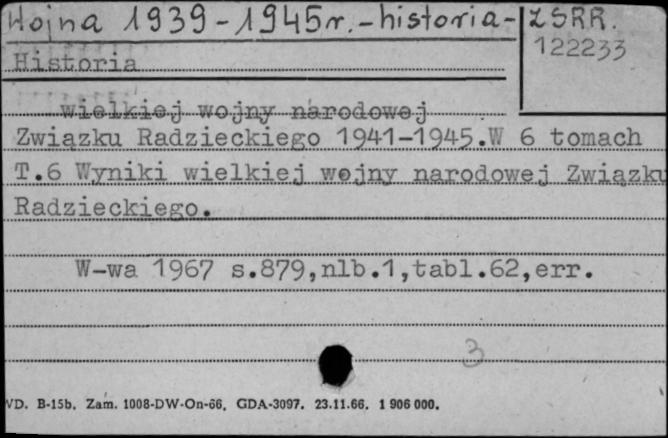 Wojna 1939-1945r.-historia-ZSRR.
122233
Historia
wielkiej wojny narodowej
Związku Radzieckiego 1941-1945.W 6 tomach
T.6 Wyniki wielkiej wojny narodowej Związku
Radzieckiego.
W-wa 1967 s.879,nlb.1,tabl.62,err.
3
VD. B-15b. Zam. 1008-DW-On-66. GDA-3097. 23.11.66. 1 906 000.